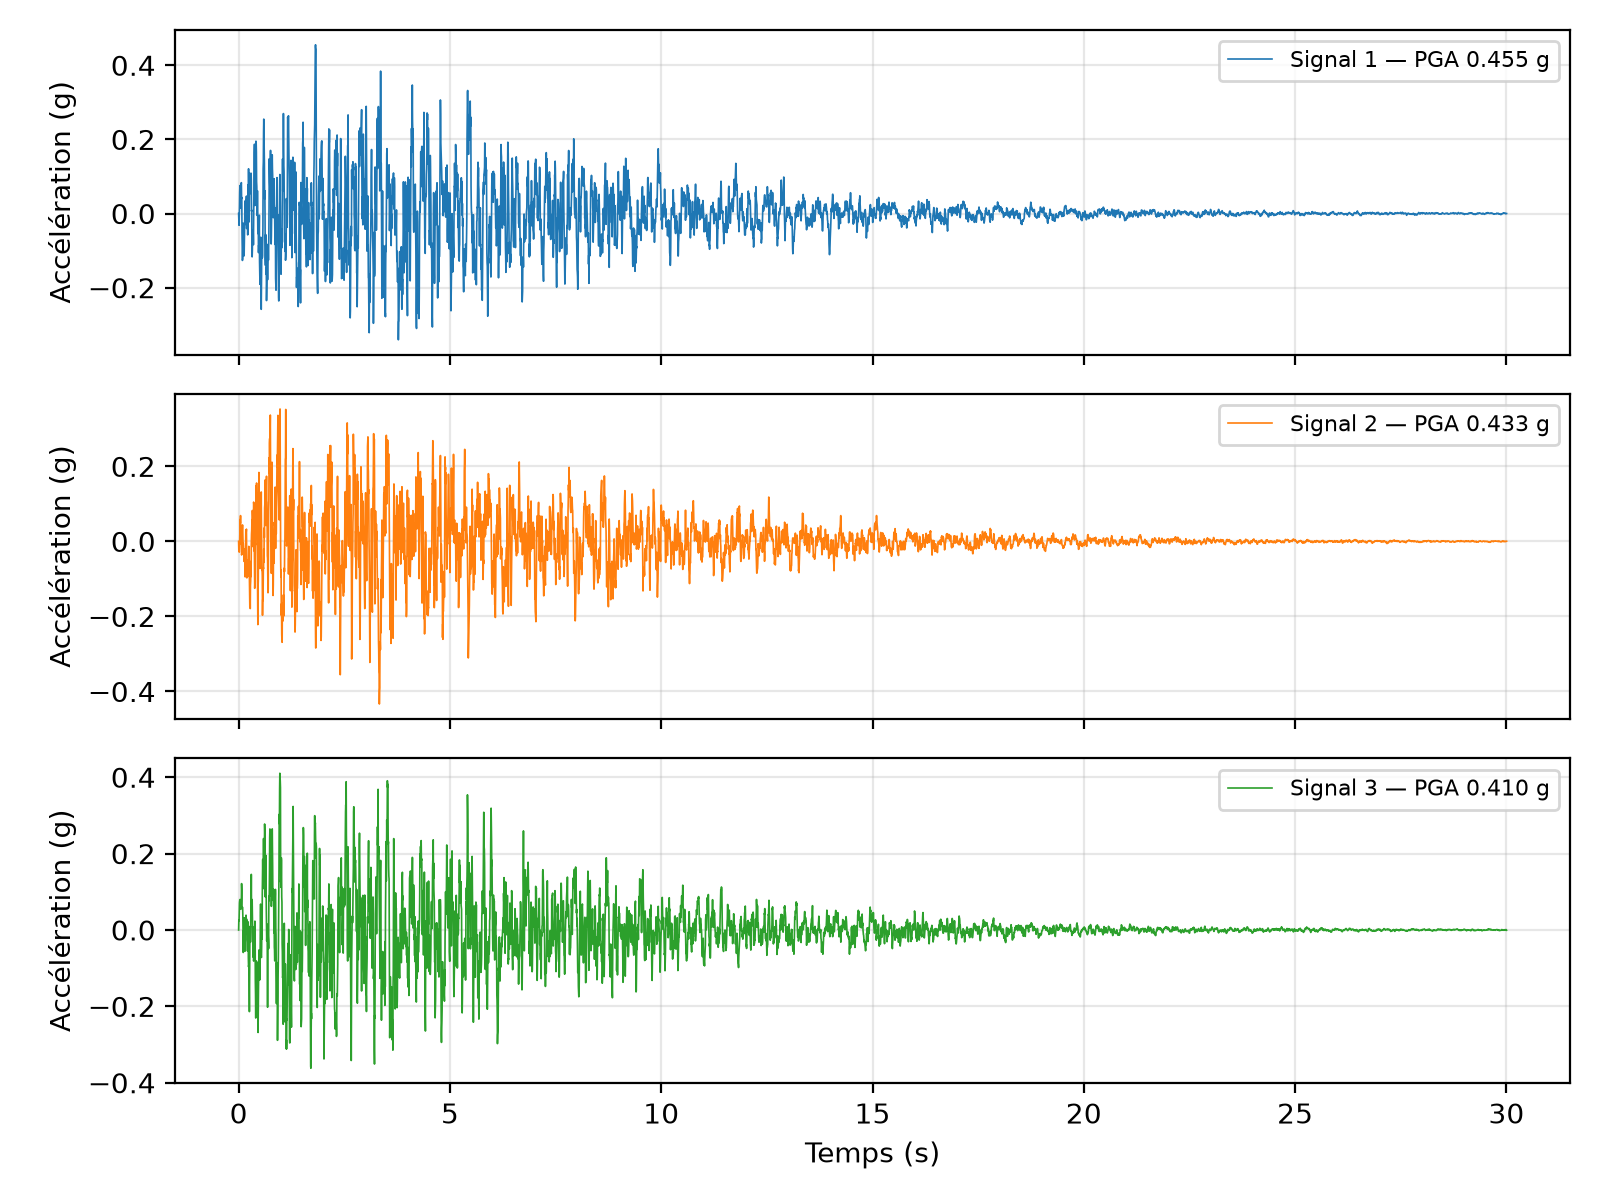 Signal 1 — PGA 0.455 g
Accélération (g)
0.4
0.2
0.0
−0.2
Signal 2 — PGA 0.433 g
Accélération (g)
0.2
0.0
−0.2
−0.4
Signal 3 — PGA 0.410 g
Accélération (g)
0.4
0.2
0.0
−0.2
−0.4
0 5 10 15 20 25 30
Temps (s)